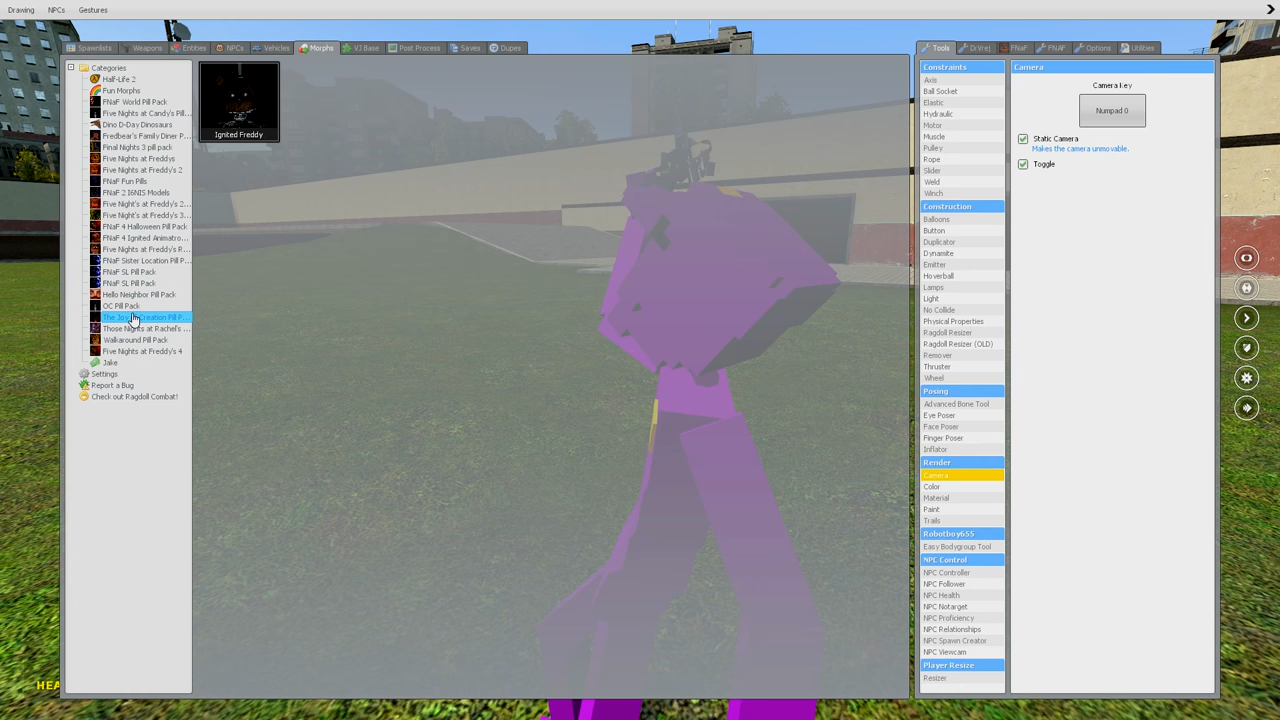 Drawing NPCs Gestures
Spawnlists Weapons Entities NPCs Vehicles Morphs VJ Base Post Process Saves Dupes
Categories
Half-Life 2
Fun Morphs
FNaF World Pill Pack
Five Nights at Candy's Pill...
Dino D-Day Dinosaurs
Fredbear's Family Diner P...
Final Nights 3 pill pack
Five Nights at Freddys
Five Nights at Freddy's 2
FNaF Fun Pills
FNaF 2 IGNIS Models
Five Night's at Freddy's 2...
Five Night's at Freddy's 3...
FNaF 4 Halloween Pill Pack
FNaF 4 Ignited Animatro...
Five Nights at Freddy's R...
FNaF Sister Location Pill P...
FNaF SL Pill Pack
FNaF SL Pill Pack
Hello Neighbor Pill Pack
OC Pill Pack
The Joy Creation Pill P...
Those Nights at Rachel's ...
Walkaround Pill Pack
Five Nights at Freddy's 4
Jake
Settings
Report a Bug
Check out Ragdoll Combat!
Ignited Freddy
HEA
Tools DrVrej FNaF FNAF Options Utilities
Constraints
Axis
Ball Socket
Elastic
Hydraulic
Motor
Muscle
Pulley
Rope
Slider
Weld
Winch
Construction
Balloons
Button
Duplicator
Dynamite
Emitter
Hoverball
Lamps
Light
No Collide
Physical Properties
Ragdoll Resizer
Ragdoll Resizer (OLD)
Remover
Thruster
Wheel
Posing
Advanced Bone Tool
Eye Poser
Face Poser
Finger Poser
Inflator
Render
Camera
Color
Material
Paint
Trails
Robotboy655
Easy Bodygroup Tool
NPC Control
NPC Controller
NPC Follower
NPC Health
NPC Notarget
NPC Proficiency
NPC Relationships
NPC Spawn Creator
NPC Viewcam
Player Resize
Resizer
Camera
Camera Key
Numpad 0
Static Camera
Makes the camera unmovable.
Toggle